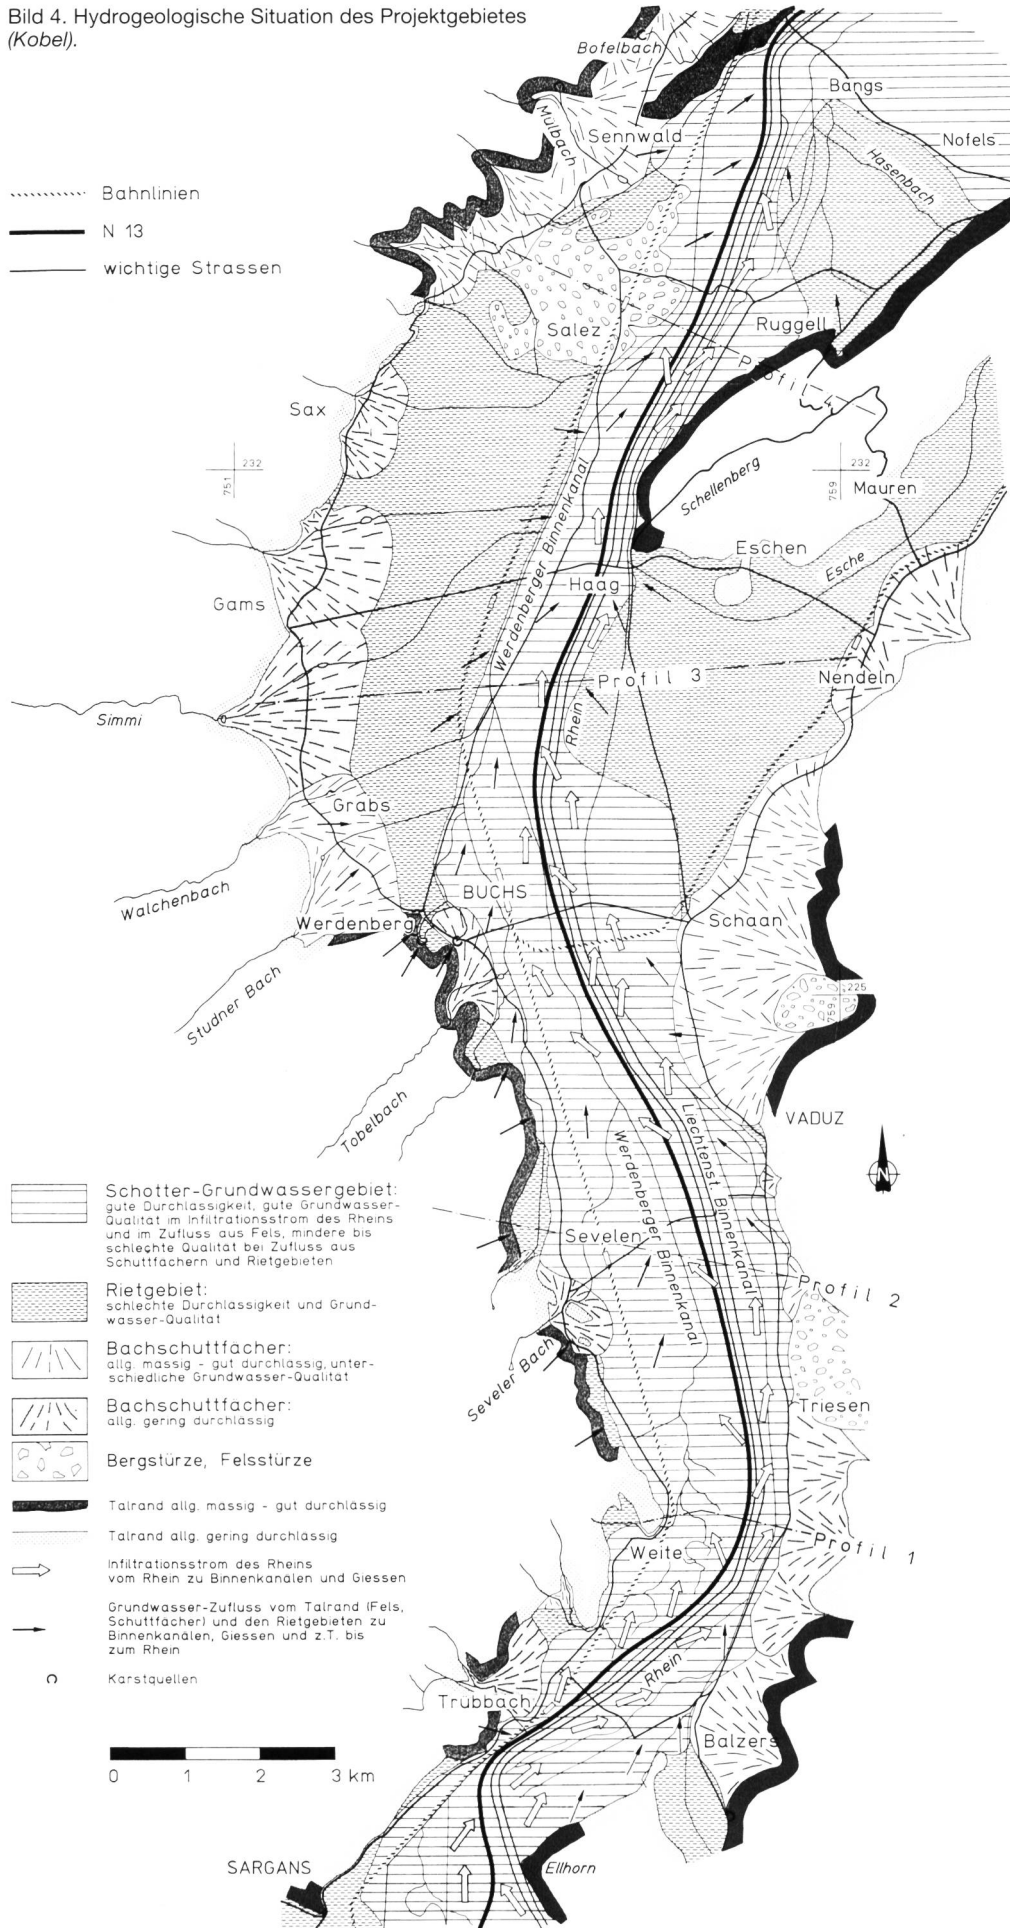 Bild 4. Hydrogeologische Situation des Projektgebietes
(Kobel).
Bofelbach
Bangs
Mülbach
Sennwald
Nofels
Hasenbach
Bahnlinien
N 13
wichtige Strassen
Salez
Ruggell
Profil 4
Sax
232
751
232
759
Schellenberg
Mauren
Werdenberger Binnenkanal
Eschen
Esche
Haag
Gams
Profil 3
Nendeln
Rhein
Simmi
Grabs
Walchenbach
BUCHS
Werdenberg
Schaan
225
759
Studner Bach
Tobelbach
VADUZ
Liechtenst. Binnenkanal
Werdenberger Binnenkanal
N
Sevelen
Profil 2
Seveler Bach
Triesen
Schotter-Grundwassergebiet:
gute Durchlässigkeit, gute Grundwasser-
Qualität im Infiltrationsstrom des Rheins
und im Zufluss aus Fels, mindere bis
schlechte Qualität bei Zufluss aus
Schuttfächern und Rietgebieten
Rietgebiet:
schlechte Durchlässigkeit und Grund-
wasser-Qualität
Bachschuttfächer:
allg. mässig - gut durchlässig, unter-
schiedliche Grundwasser-Qualität
Bachschuttfächer:
allg. gering durchlässig
Bergstürze, Felsstürze
Talrand allg. mässig - gut durchlässig
Talrand allg. gering durchlässig
Infiltrationsstrom des Rheins
vom Rhein zu Binnenkanälen und Giessen
Grundwasser-Zufluss vom Talrand (Fels,
Schuttfächer) und den Rietgebieten zu
Binnenkanälen, Giessen und z.T. bis
zum Rhein
Karstquellen
Weite
Profil 1
Rhein
Trübbach
Balzers
0 1 2 3 km
SARGANS
Ellhorn